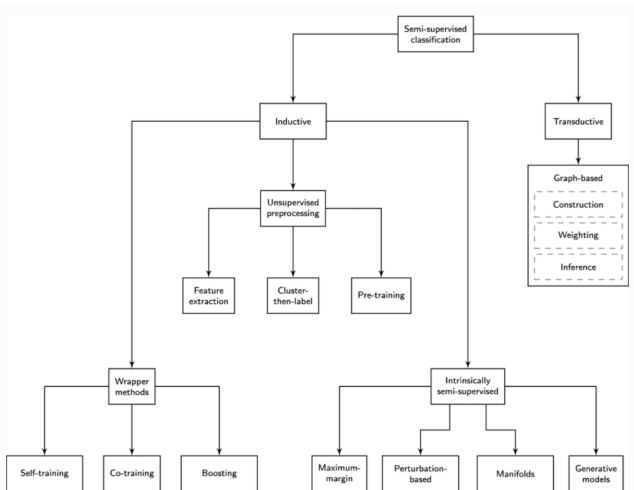 Semi-supervised
classification
Inductive
Transductive
Graph-based
Construction
Weighting
Inference
Unsupervised
preprocessing
Feature
extraction
Cluster-
then-label
Pre-training
Wrapper
methods
Intrinsically
semi-supervised
Self-training
Co-training
Boosting
Maximum-
margin
Perturbation-
based
Manifolds
Generative
models